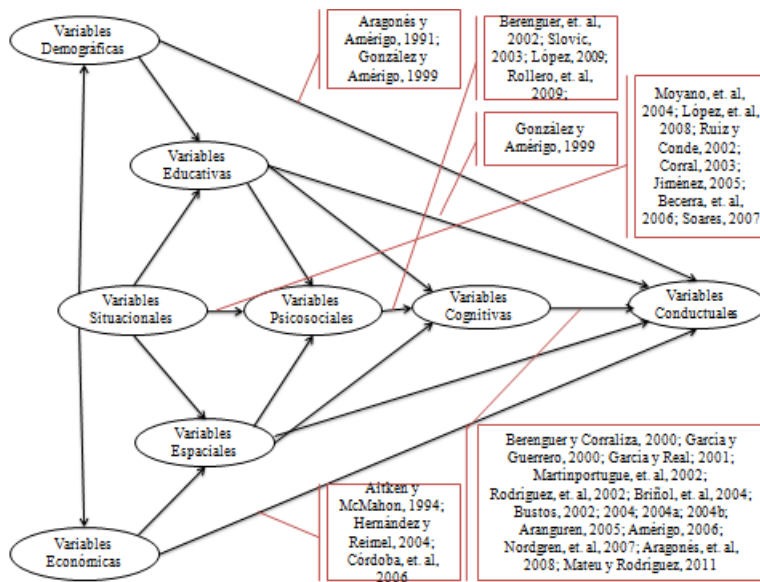 Variables
Demográficas
Aragonés y
Amérigo, 1991;
González y
Amérigo, 1999
Berenguer, et. al,
2002; Slovic,
2003; López,
2009; Rollero, et. al,
2009;
Moyano, et. al,
2004; López, et. al,
2008; Ruiz y
Conde, 2002;
Corral, 2003;
Jiménez, 2005;
Becerra, et. al,
2006; Soares, 2007
González y
Amérigo, 1999
Variables
Educativas
Variables
Situacionales
Variables
Psicosociales
Variables
Cognitivas
Variables
Conductuales
Variables
Espaciales
Variables
Económicas
Aitken y
McMahon, 1994;
Hernández y
Reimel, 2004;
Córdoba, et. al,
2006
Berenguer y Corraliza, 2000; Garcia y
Guerrero, 2000; Garcia y Real; 2001;
Martinportugue, et. al, 2002;
Rodriguez, et. al, 2002; Briñol, et. al, 2004;
Bustos, 2002; 2004; 2004a; 2004b;
Aranguren, 2005; Amérigo, 2006;
Nordgren, et. al, 2007; Aragonés, et. al,
2008; Mateu y Rodriguez, 2011